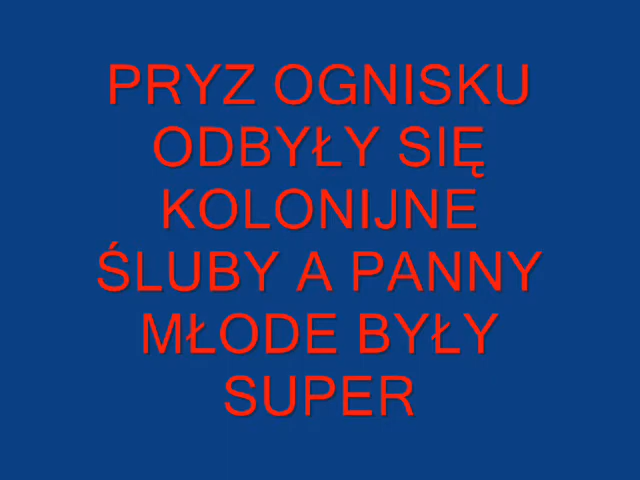 PRYZ OGNISKU
ODBYŁY SIĘ
KOLONIJNE
ŚLUBY A PANNY
MŁODE BYŁY
SUPER